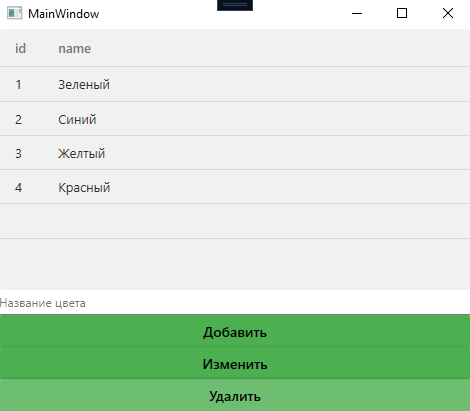 MainWindow
id name
1 Зеленый
2 Синий
3 Желтый
4 Красный
Название цвета
Добавить
Изменить
Удалить